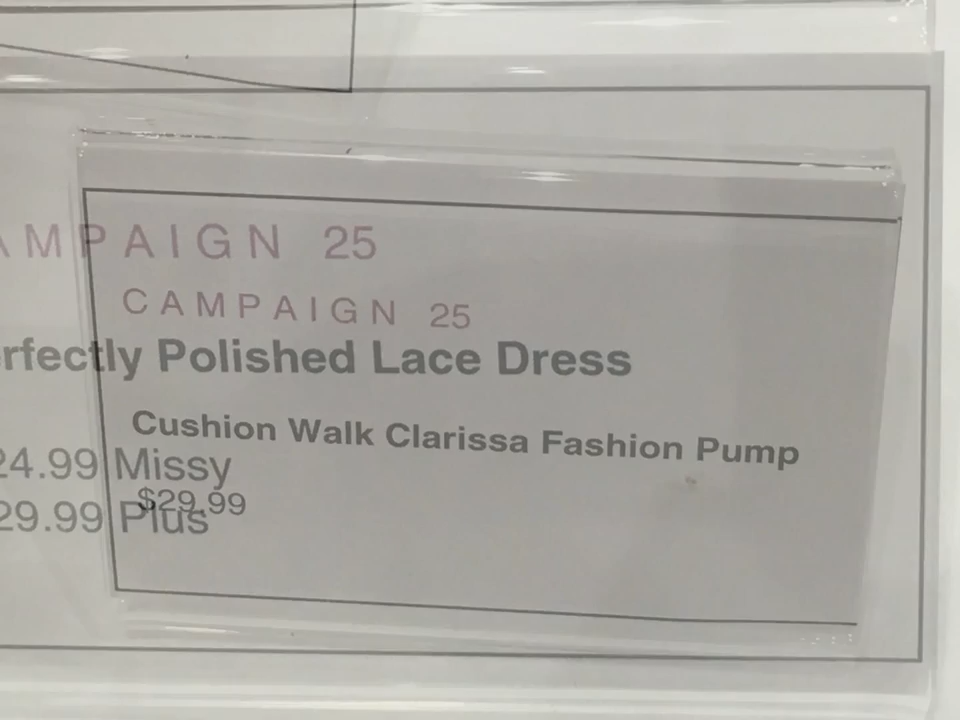 AMPAIGN 25
CAMPAIGN 25
rfectly Polished Lace Dress
Cushion Walk Clarissa Fashion Pump
24.99 Missy
$29.99
29.99 Plus